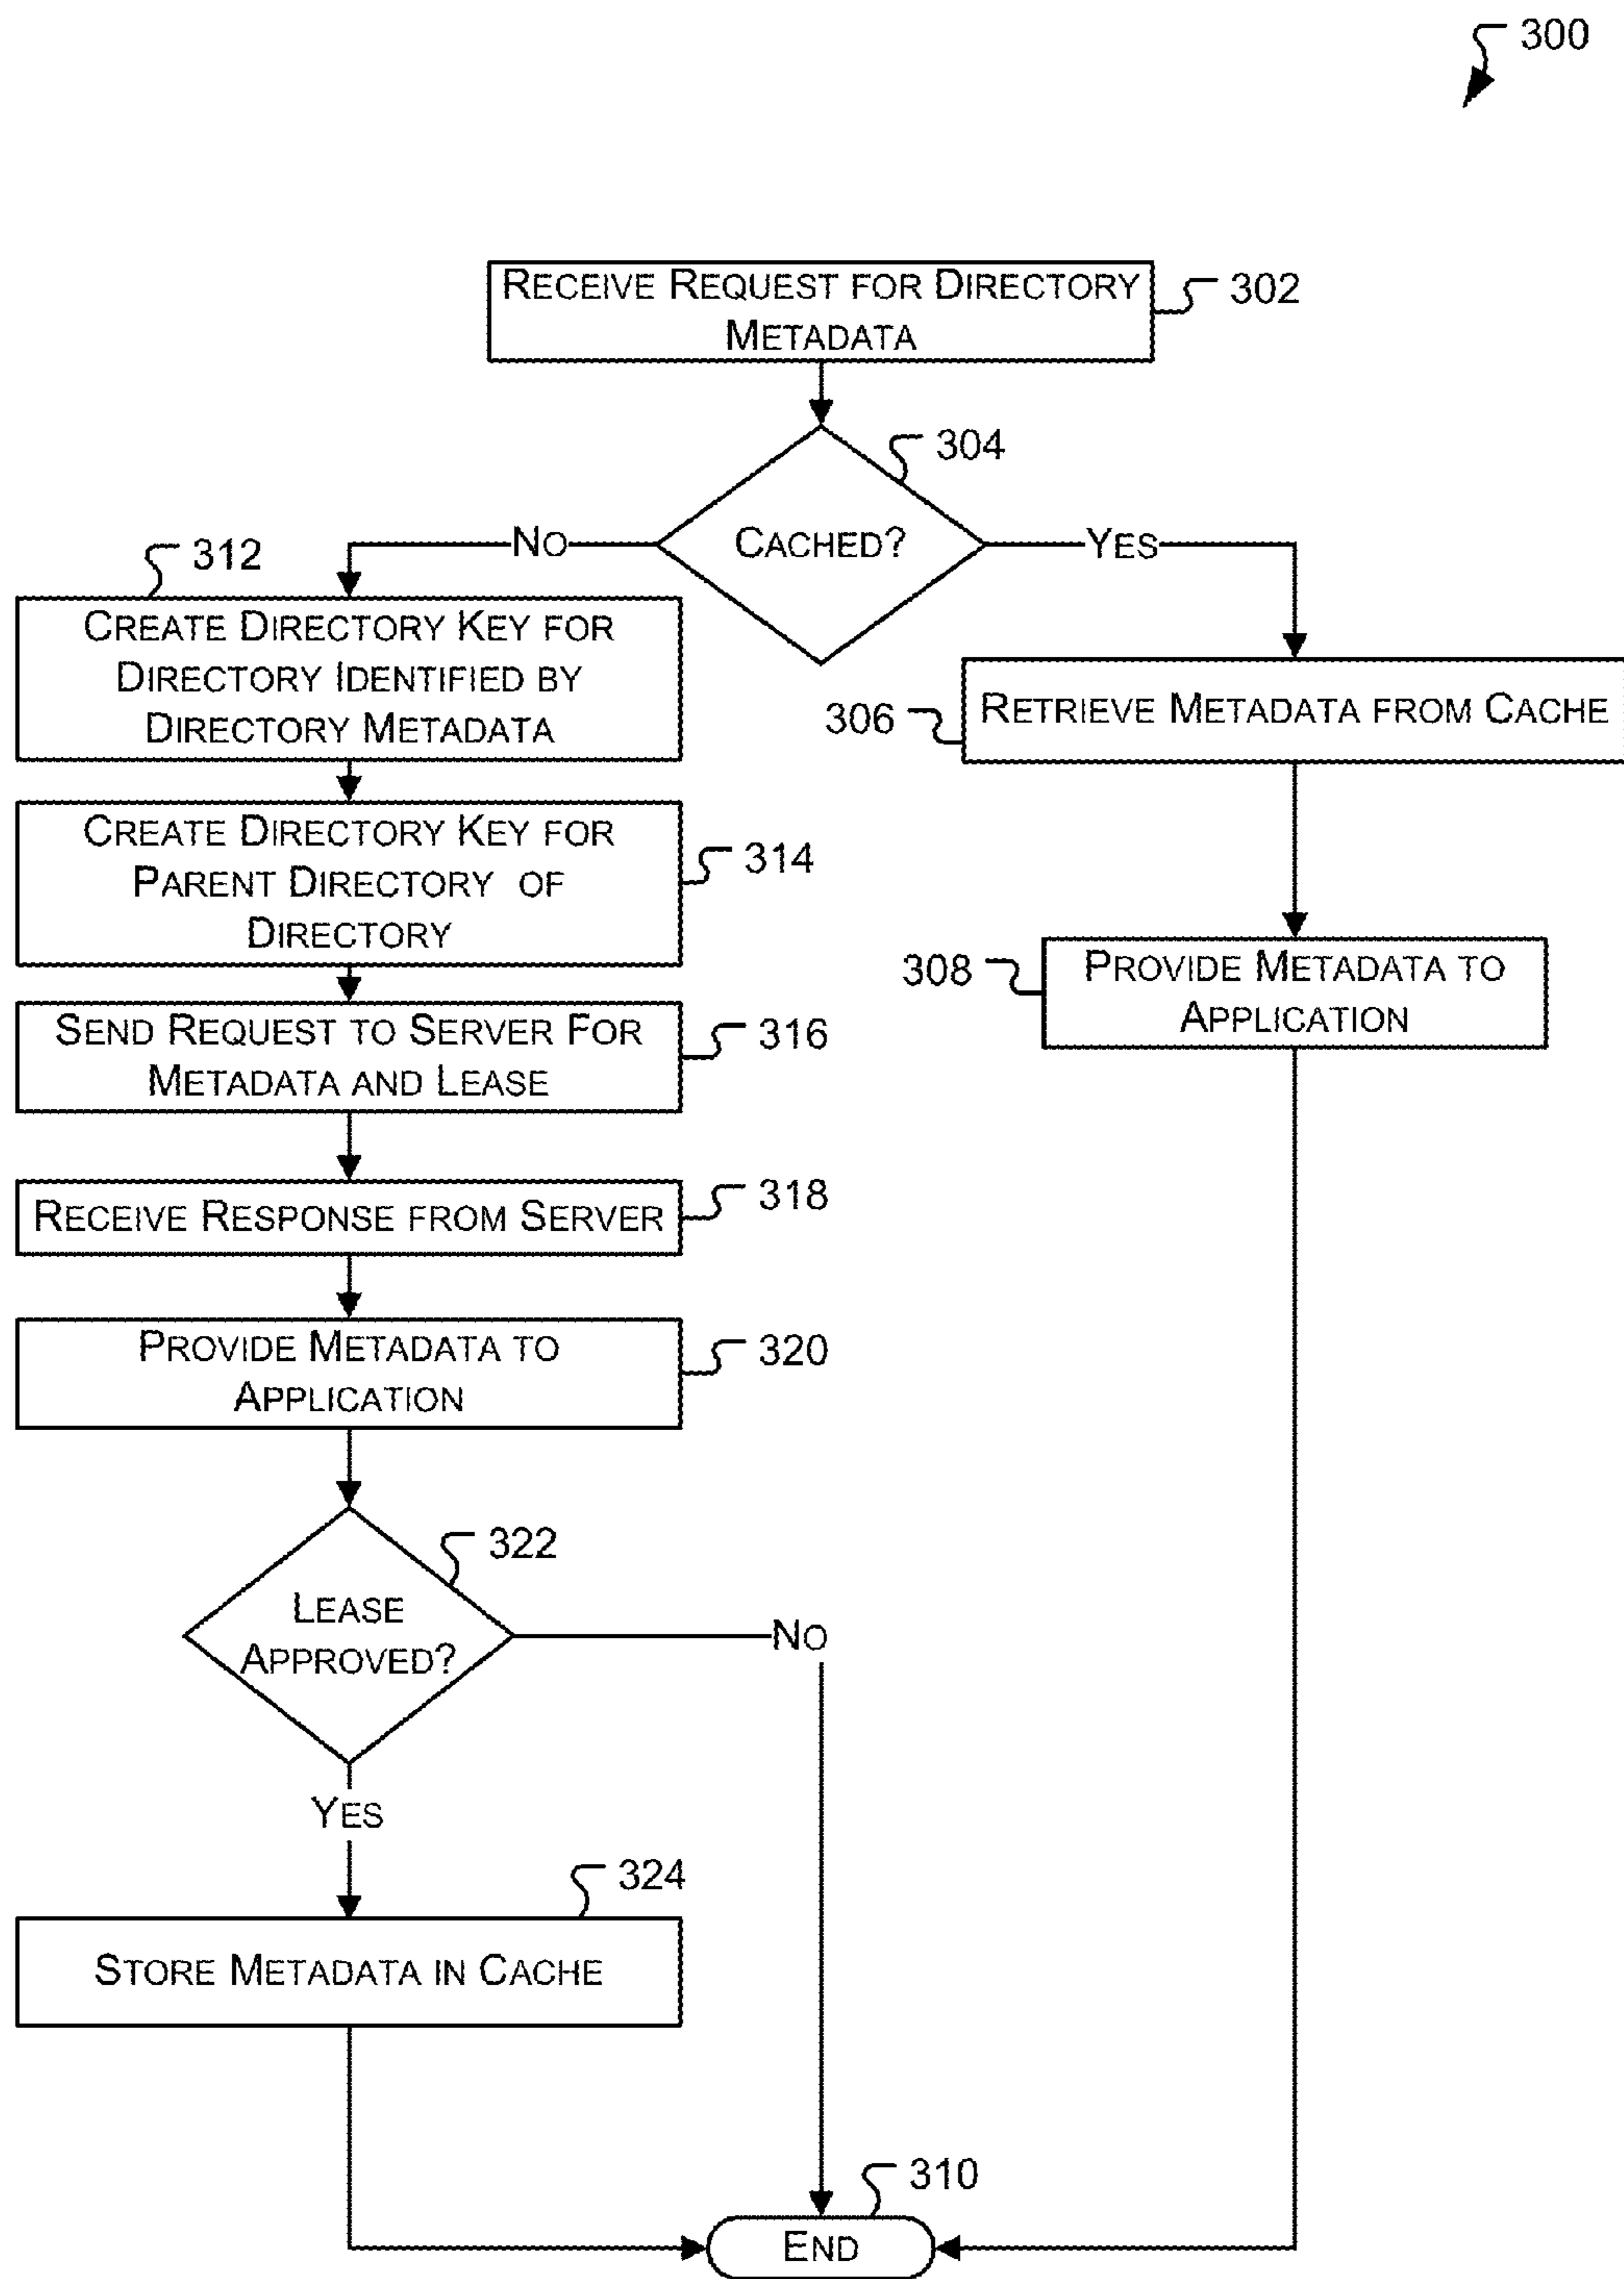 300
RECEIVE REQUEST FOR DIRECTORY
METADATA
302
304
CACHED?
NO
YES
312
CREATE DIRECTORY KEY FOR
DIRECTORY IDENTIFIED BY
DIRECTORY METADATA
306
RETRIEVE METADATA FROM CACHE
CREATE DIRECTORY KEY FOR
PARENT DIRECTORY OF
DIRECTORY
314
308
PROVIDE METADATA TO
APPLICATION
SEND REQUEST TO SERVER FOR
METADATA AND LEASE
316
RECEIVE RESPONSE FROM SERVER
318
PROVIDE METADATA TO
APPLICATION
320
322
LEASE
APPROVED?
NO
YES
324
STORE METADATA IN CACHE
310
END